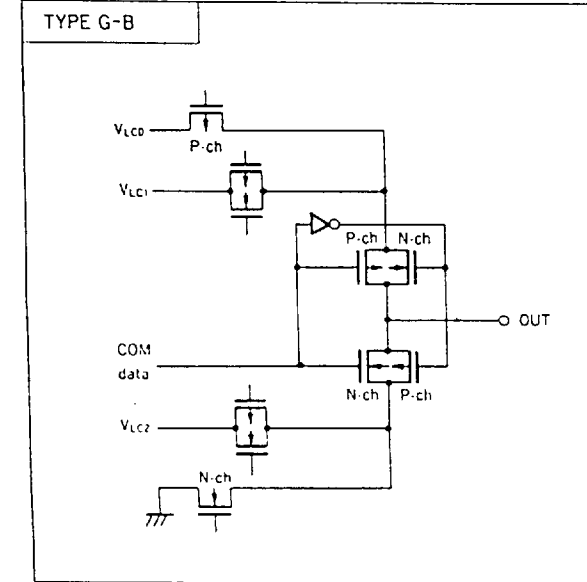 TYPE G-B
VLC0
P-ch
VLC1
P-ch N-ch
OUT
COM
data
N-ch P-ch
VLC2
N-ch